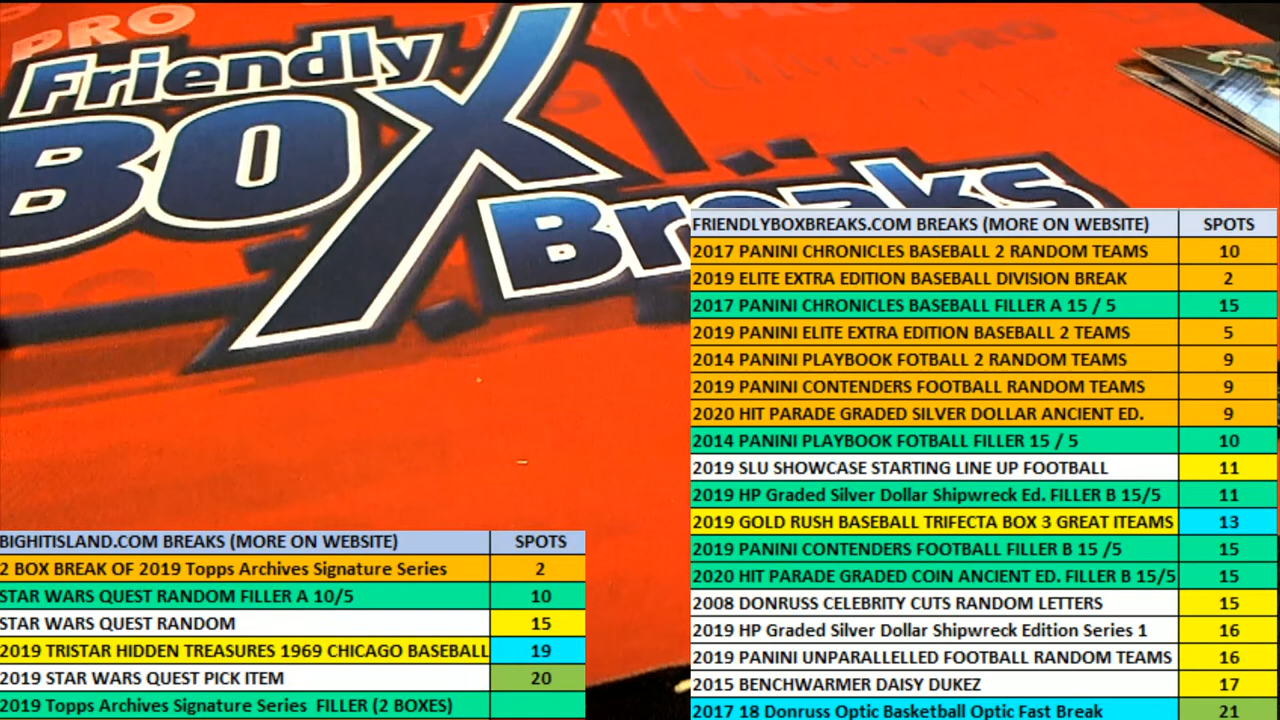 PRO
Friendly
BOX
Breaks
Ultra PRO
FRIENDLYBOXBREAKS.COM BREAKS (MORE ON WEBSITE) SPOTS
2017 PANINI CHRONICLES BASEBALL 2 RANDOM TEAMS 10
2019 ELITE EXTRA EDITION BASEBALL DIVISION BREAK 2
2017 PANINI CHRONICLES BASEBALL FILLER A 15 / 5 15
2019 PANINI ELITE EXTRA EDITION BASEBALL 2 TEAMS 5
2014 PANINI PLAYBOOK FOTBALL 2 RANDOM TEAMS 9
2019 PANINI CONTENDERS FOOTBALL RANDOM TEAMS 9
2020 HIT PARADE GRADED SILVER DOLLAR ANCIENT ED. 9
2014 PANINI PLAYBOOK FOTBALL FILLER 15 / 5 10
2019 SLU SHOWCASE STARTING LINE UP FOOTBALL 11
2019 HP Graded Silver Dollar Shipwreck Ed. FILLER B 15/5 11
2019 GOLD RUSH BASEBALL TRIFECTA BOX 3 GREAT ITEAMS 13
2019 PANINI CONTENDERS FOOTBALL FILLER B 15 /5 15
2020 HIT PARADE GRADED COIN ANCIENT ED. FILLER B 15/5 15
2008 DONRUSS CELEBRITY CUTS RANDOM LETTERS 15
2019 HP Graded Silver Dollar Shipwreck Edition Series 1 16
2019 PANINI UNPARALLELLED FOOTBALL RANDOM TEAMS 16
2015 BENCHWARMER DAISY DUKEZ 17
2017 18 Donruss Optic Basketball Optic Fast Break 21
BIGHITISLAND.COM BREAKS (MORE ON WEBSITE) SPOTS
2 BOX BREAK OF 2019 Topps Archives Signature Series 2
STAR WARS QUEST RANDOM FILLER A 10/5 10
STAR WARS QUEST RANDOM 15
2019 TRISTAR HIDDEN TREASURES 1969 CHICAGO BASEBALL 19
2019 STAR WARS QUEST PICK ITEM 20
2019 Topps Archives Signature Series FILLER (2 BOXES)